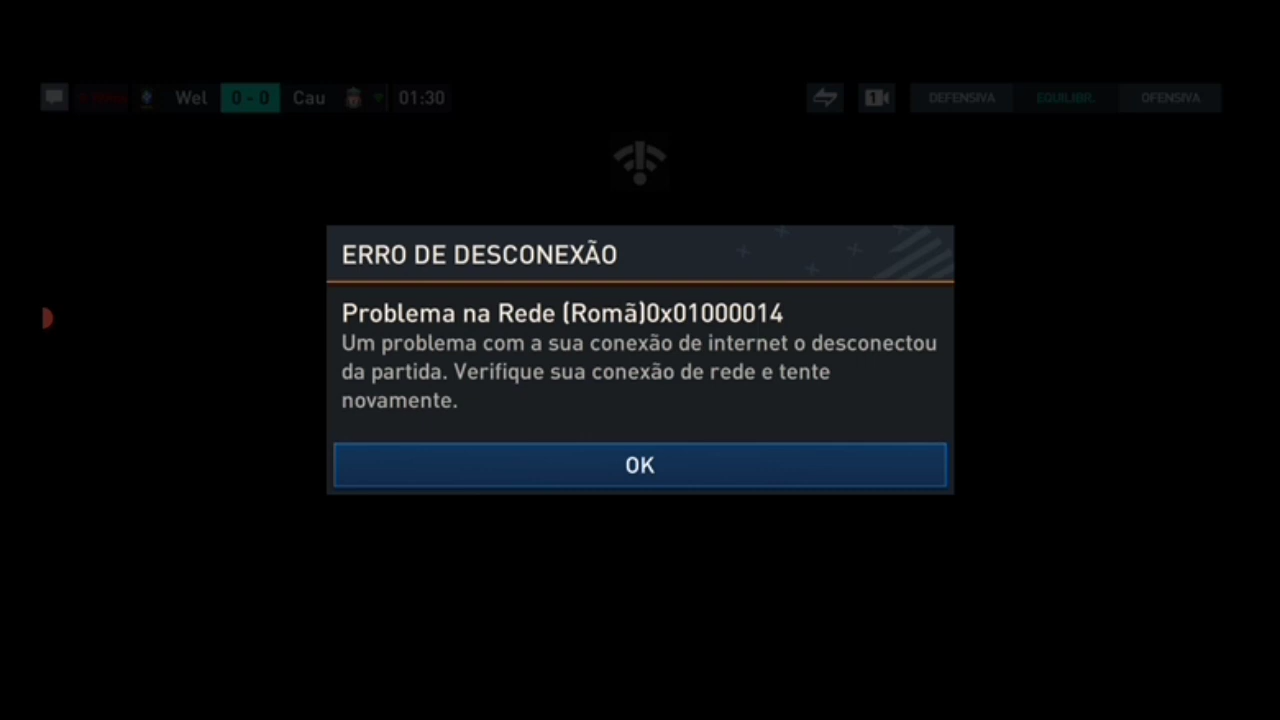 Wel 0 - 0 Cau 01:30 1 DEFENSIVA EQUILIBR. OFENSIVA
ERRO DE DESCONEXÃO
Problema na Rede (Romã)0x01000014
Um problema com a sua conexão de internet o desconectou
da partida. Verifique sua conexão de rede e tente
novamente.
OK